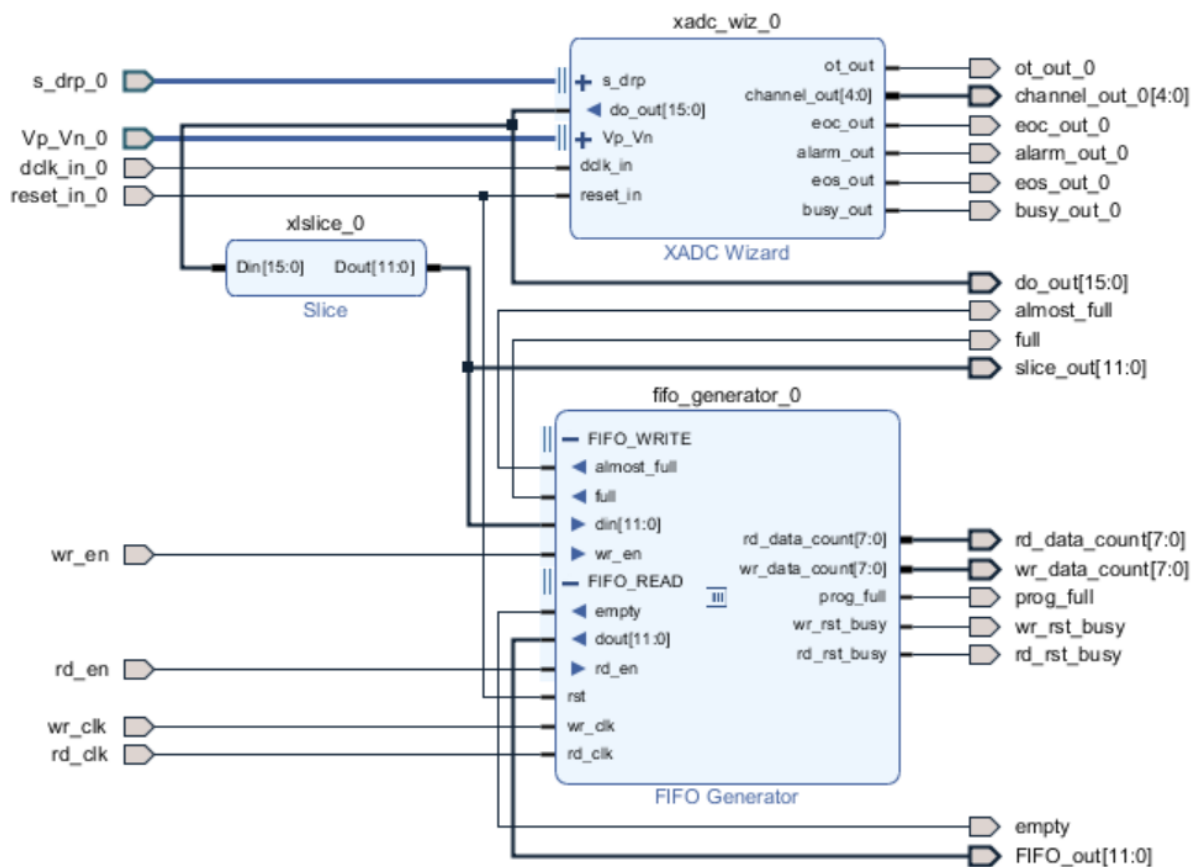 xadc_wiz_0
s_drp_0
Vp_Vn_0
dclk_in_0
reset_in_0
s_drp
do_out[15:0]
Vp_Vn
dclk_in
reset_in
ot_out
channel_out[4:0]
eoc_out
alarm_out
eos_out
busy_out
XADC Wizard
ot_out_0
channel_out_0[4:0]
eoc_out_0
alarm_out_0
eos_out_0
busy_out_0
xlslice_0
Din[15:0] Dout[11:0]
Slice
do_out[15:0]
almost_full
full
slice_out[11:0]
fifo_generator_0
wr_en
rd_en
wr_clk
rd_clk
FIFO_WRITE
almost_full
full
din[11:0]
wr_en
FIFO_READ
empty
dout[11:0]
rd_en
rst
wr_clk
rd_clk
rd_data_count[7:0]
wr_data_count[7:0]
prog_full
wr_rst_busy
rd_rst_busy
FIFO Generator
rd_data_count[7:0]
wr_data_count[7:0]
prog_full
wr_rst_busy
rd_rst_busy
empty
FIFO_out[11:0]